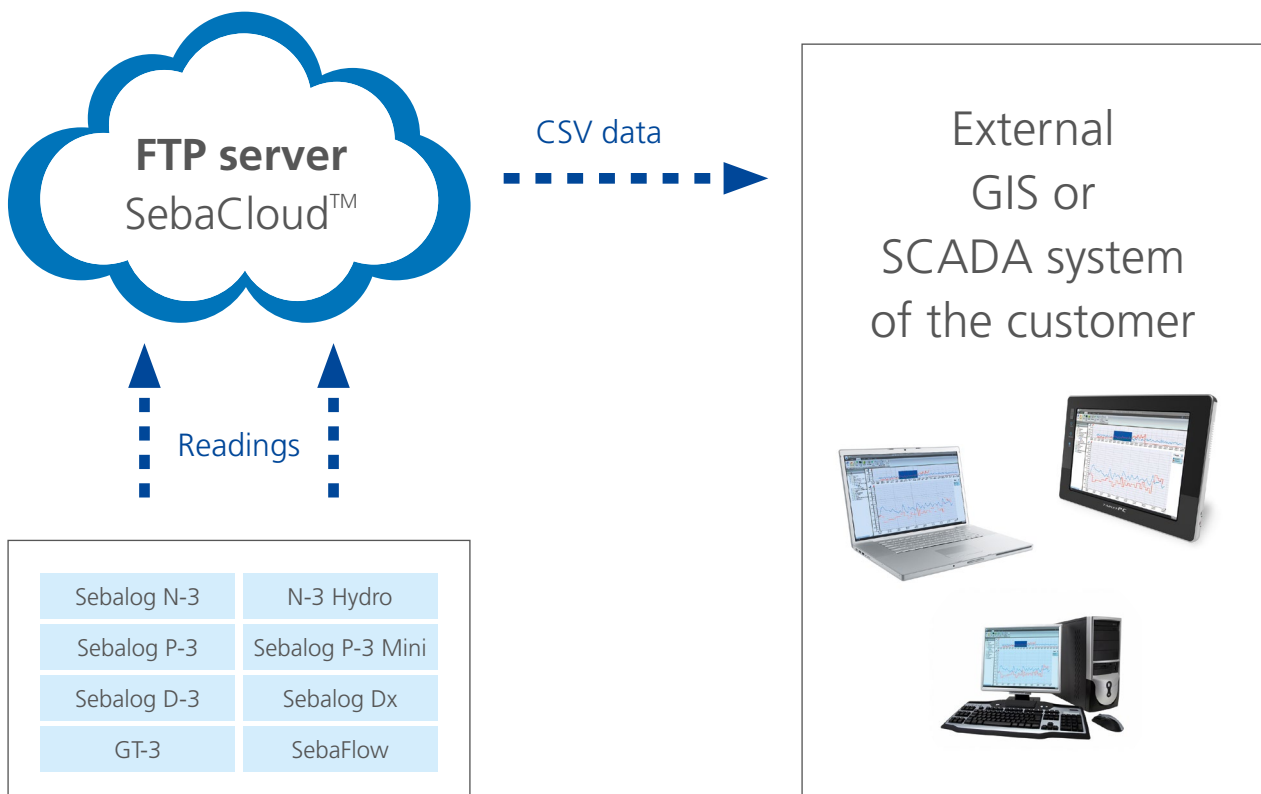 FTP server
SebaCloud™
CSV data
External
GIS or
SCADA system
of the customer
Readings
Sebalog N-3
N-3 Hydro
Sebalog P-3
Sebalog P-3 Mini
Sebalog D-3
Sebalog Dx
GT-3
SebaFlow